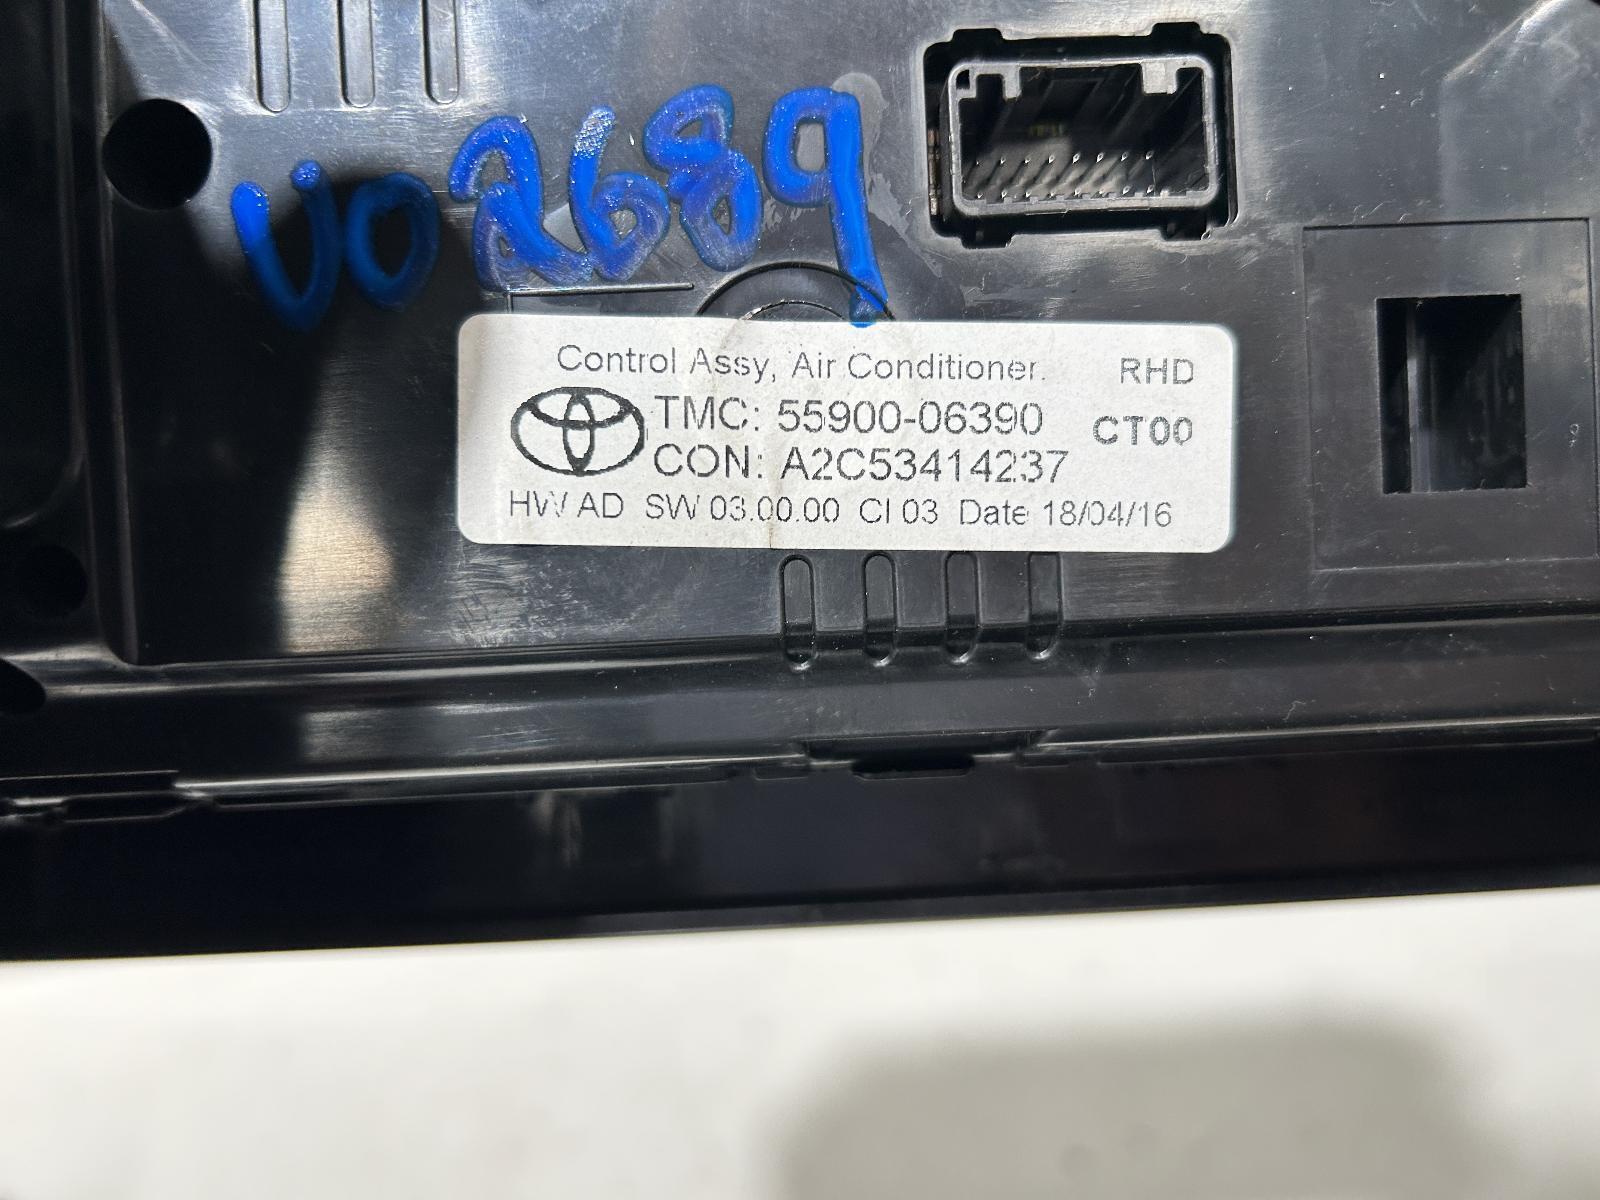 U02689
Control Assy, Air Conditioner. RHD
TMC: 55900-06390 CT00
CON: A2C53414237
HW AD SW 03.00.00 CI 03 Date 18/04/16